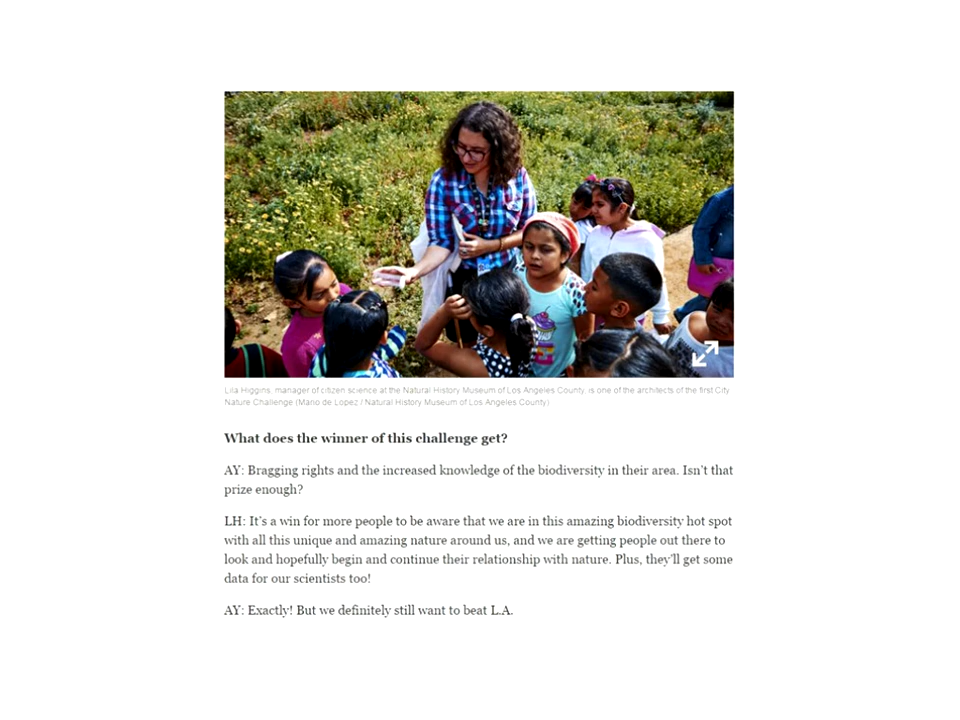 Lila Higgins, manager of citizen science at the Natural History Museum of Los Angeles County, is one of the architects of the first City
Nature Challenge (Mario de Lopez / Natural History Museum of Los Angeles County)
What does the winner of this challenge get?
AY: Bragging rights and the increased knowledge of the biodiversity in their area. Isn't that
prize enough?
LH: It's a win for more people to be aware that we are in this amazing biodiversity hot spot
with all this unique and amazing nature around us, and we are getting people out there to
look and hopefully begin and continue their relationship with nature. Plus, they'll get some
data for our scientists too!
AY: Exactly! But we definitely still want to beat L.A.